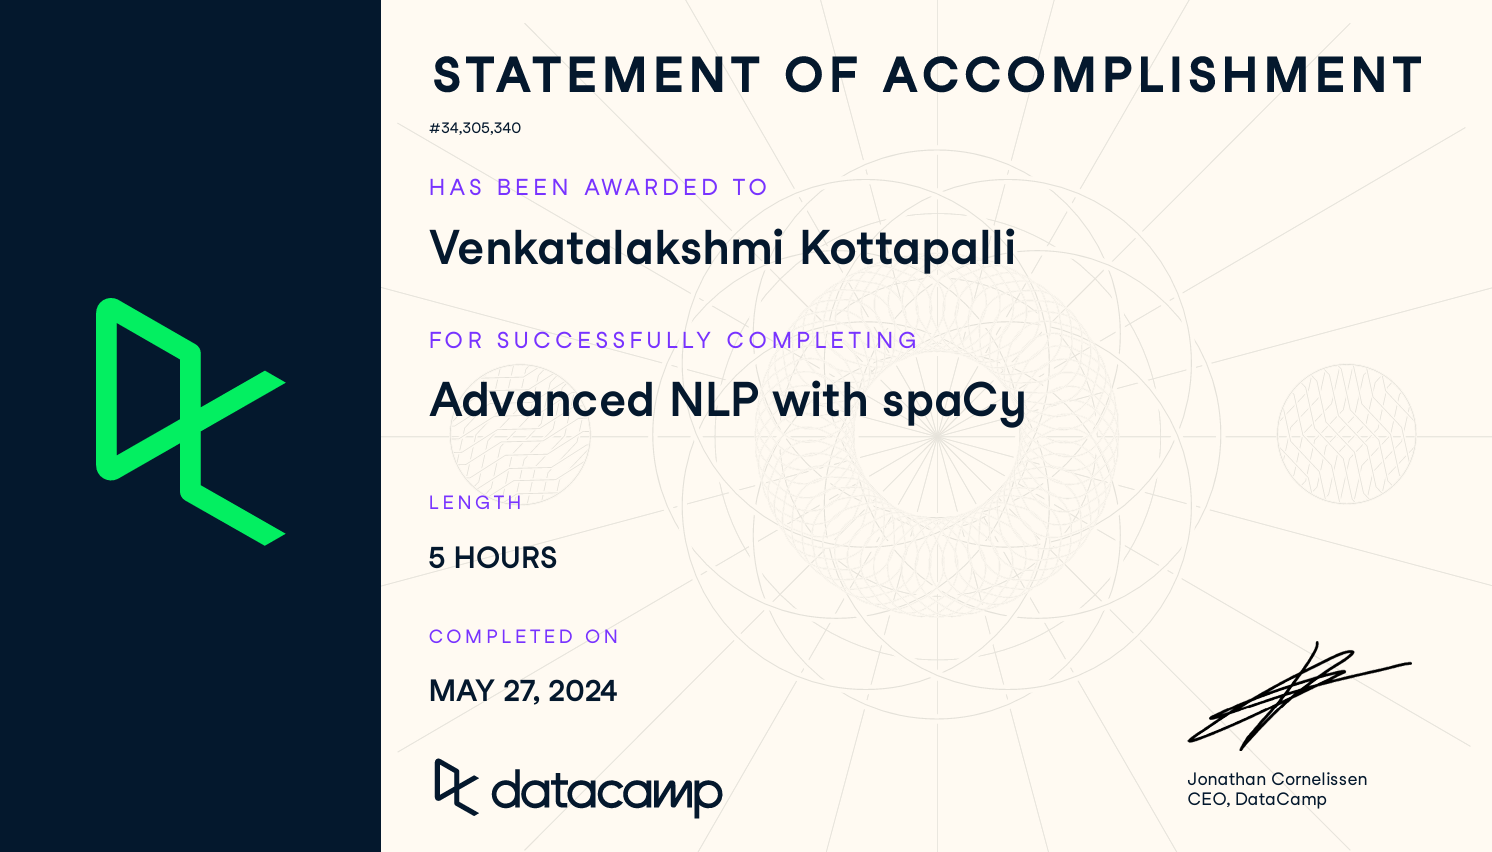 STATEMENT OF ACCOMPLISHMENT
#34,305,340
HAS BEEN AWARDED TO
Venkatalakshmi Kottapalli
FOR SUCCESSFULLY COMPLETING
Advanced NLP with spaCy
LENGTH
5 HOURS
COMPLETED ON
MAY 27, 2024
datacamp
Jonathan Cornelissen
CEO, DataCamp